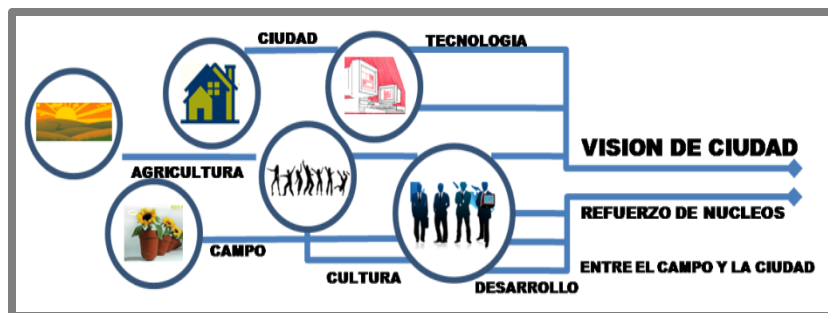 CIUDAD
TECNOLOGIA
VISION DE CIUDAD
AGRICULTURA
REFUERZO DE NUCLEOS
CAMPO
ENTRE EL CAMPO Y LA CIUDAD
CULTURA
DESARROLLO